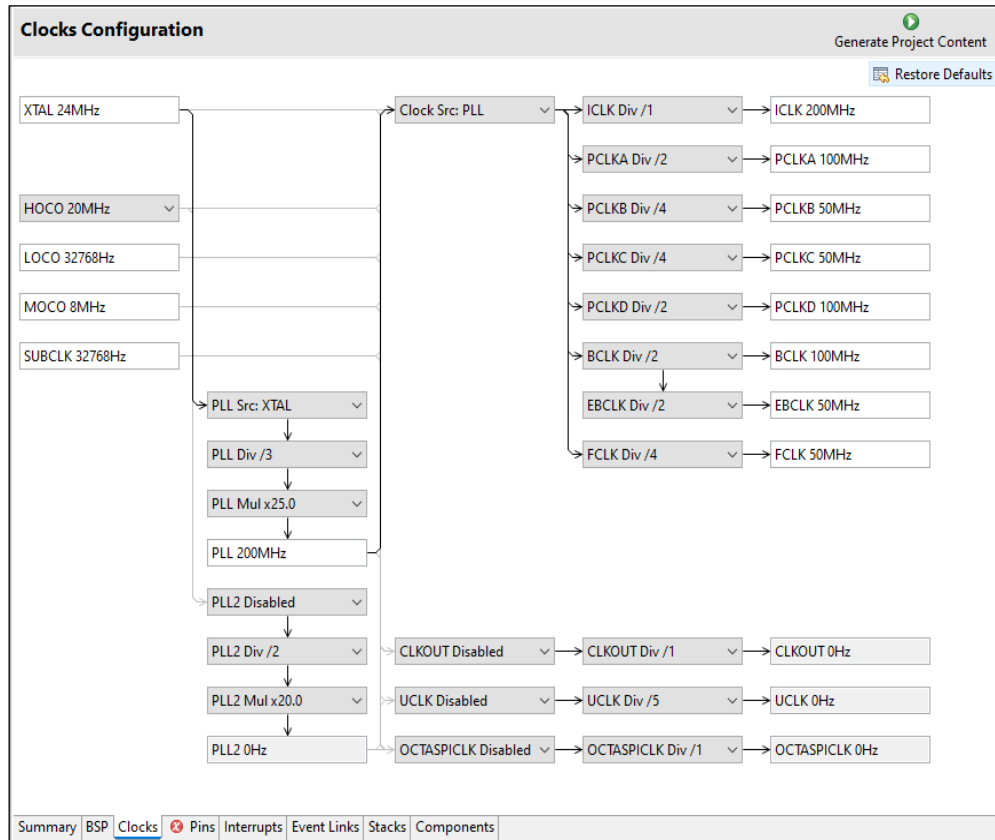 Clocks Configuration
Generate Project Content
Restore Defaults
XTAL 24MHz
Clock Src: PLL
ICLK Div /1
ICLK 200MHz
PCLKA Div /2
PCLKA 100MHz
HOCO 20MHz
PCLKB Div /4
PCLKB 50MHz
LOCO 32768Hz
PCLKC Div /4
PCLKC 50MHz
MOCO 8MHz
PCLKD Div /2
PCLKD 100MHz
SUBCLK 32768Hz
BCLK Div /2
BCLK 100MHz
PLL Src: XTAL
EBCLK Div /2
EBCLK 50MHz
PLL Div /3
FCLK Div /4
FCLK 50MHz
PLL Mul x25.0
PLL 200MHz
PLL2 Disabled
PLL2 Div /2
CLKOUT Disabled
CLKOUT Div /1
CLKOUT 0Hz
PLL2 Mul x20.0
UCLK Disabled
UCLK Div /5
UCLK 0Hz
PLL2 0Hz
OCTASPICLK Disabled
OCTASPICLK Div /1
OCTASPICLK 0Hz
Summary BSP Clocks Pins Interrupts Event Links Stacks Components